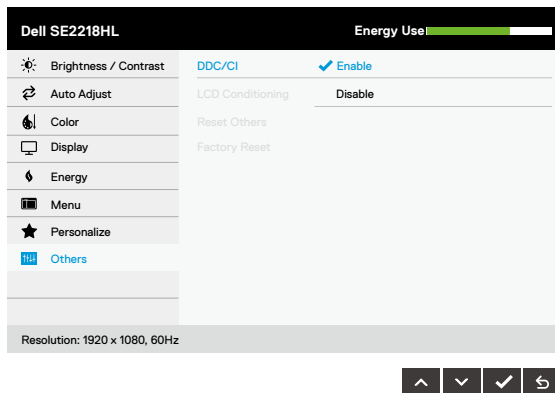 Dell SE2218HL Energy Use
Brightness / Contrast DDC/CI Enable
Auto Adjust LCD Conditioning Disable
Color Reset Others
Display Factory Reset
Energy
Menu
Personalize
Others
Resolution: 1920 x 1080, 60Hz